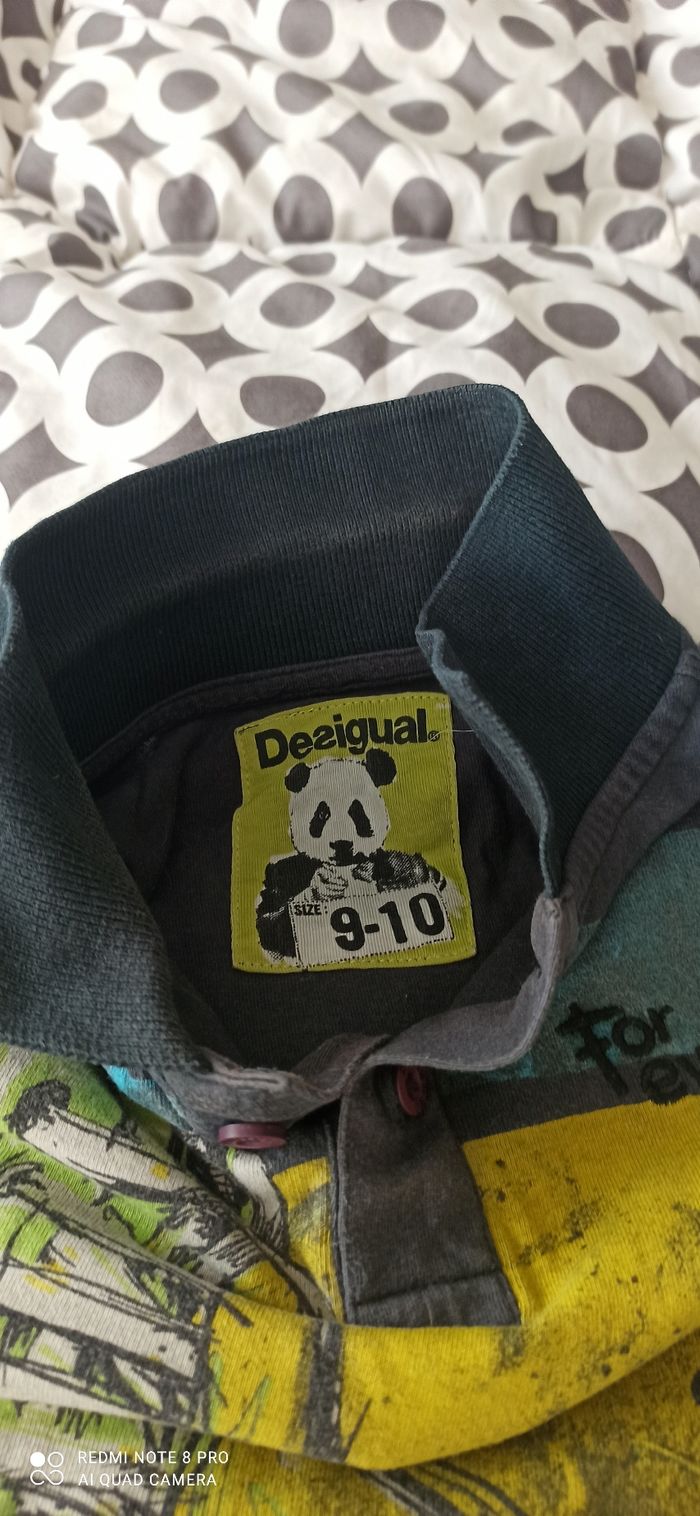 Desigual.
SIZE:
9-10
For
REDMI NOTE 8 PRO
AI QUAD CAMERA